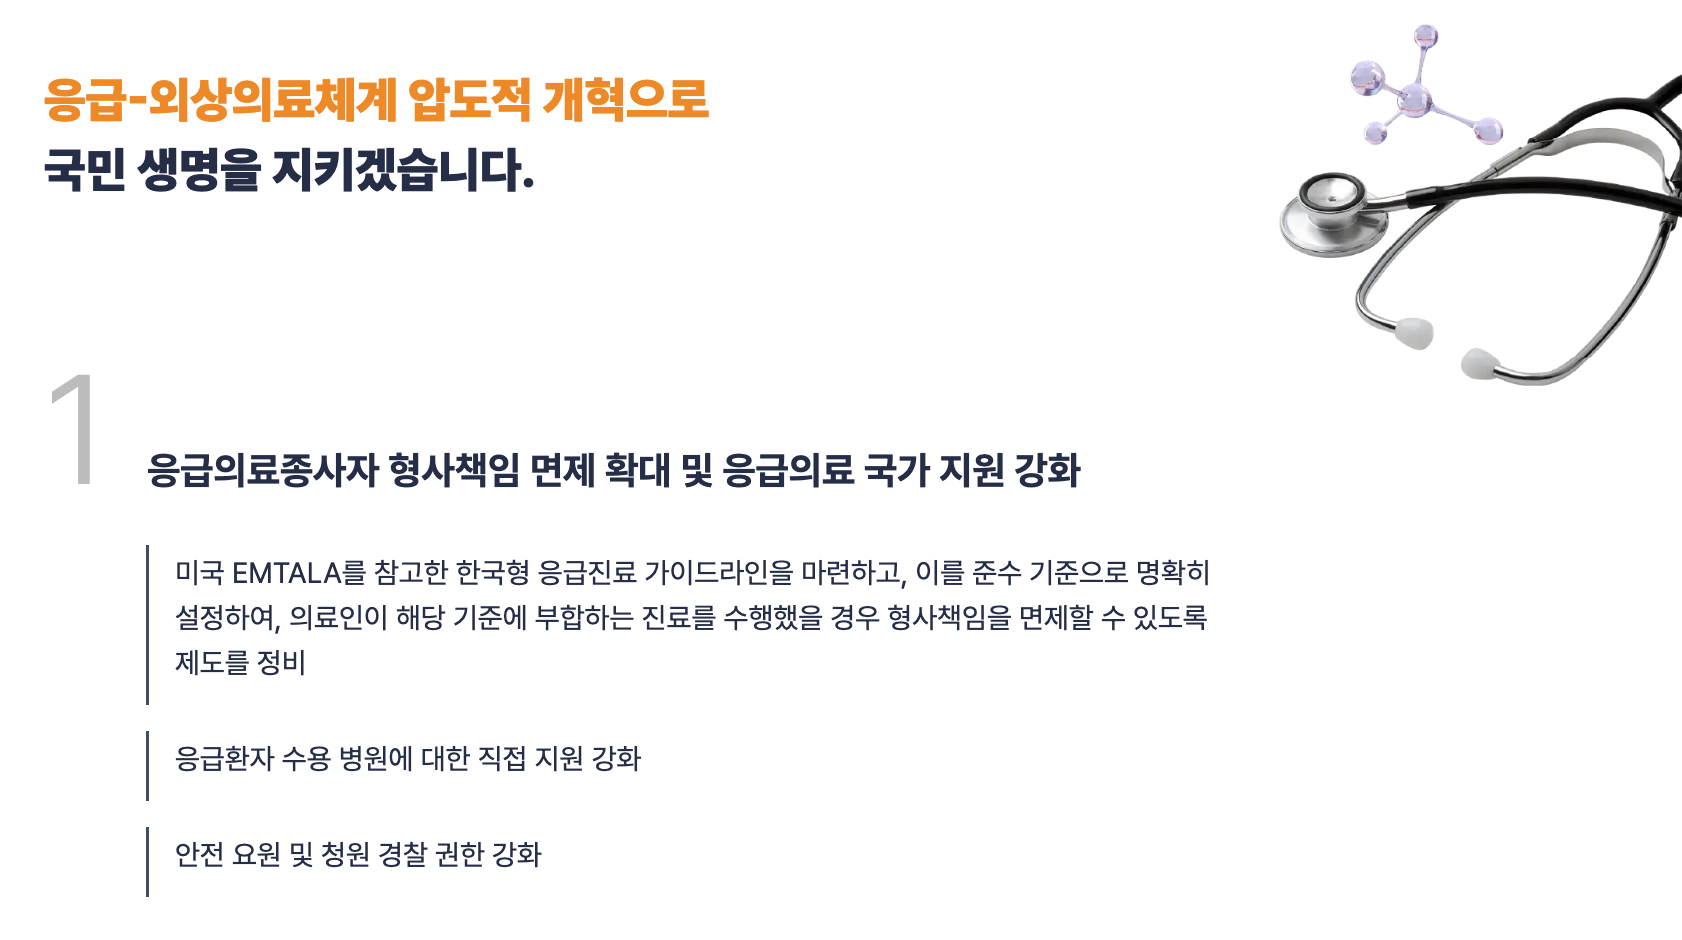 응급-외상의료체계 압도적 개혁으로
국민 생명을 지키겠습니다.
1
응급의료종사자 형사책임 면제 확대 및 응급의료 국가 지원 강화
미국 EMTALA를 참고한 한국형 응급진료 가이드라인을 마련하고, 이를 준수 기준으로 명확히
설정하여, 의료인이 해당 기준에 부합하는 진료를 수행했을 경우 형사책임을 면제할 수 있도록
제도를 정비
응급환자 수용 병원에 대한 직접 지원 강화
안전 요원 및 청원 경찰 권한 강화